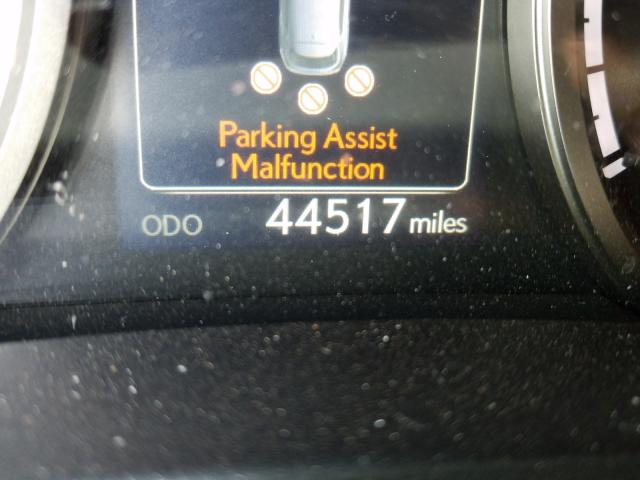 Parking Assist
Malfunction
ODO 44517 miles